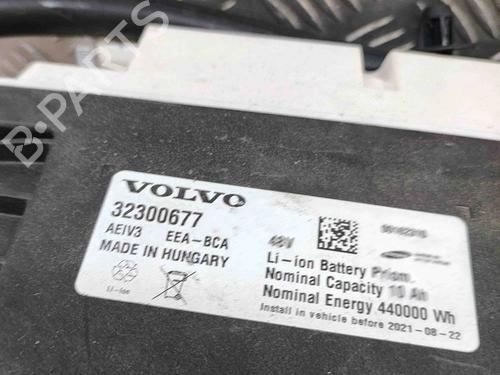 VOLVO
32300677
AEIV3 EEA-BCA
MADE IN HUNGARY
Li-ion
48V
Li-ion Battery Prism.
Nominal Capacity 10 Ah
Nominal Energy 440000 Wh
Install in vehicle before 2021-08-22
B-PARTS